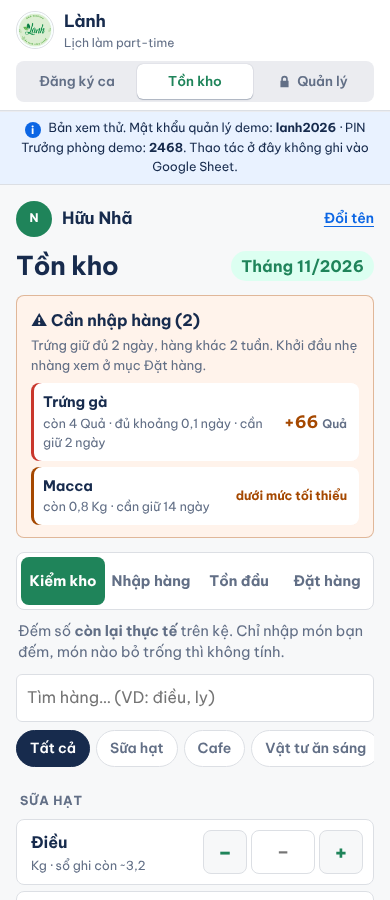 Lành
Lành
Lịch làm part-time
Đăng ký ca
Tồn kho
Quản lý
Bản xem thử. Mật khẩu quản lý demo: lanh2026 · PIN
Trưởng phòng demo: 2468. Thao tác ở đây không ghi vào
Google Sheet.
N
Hữu Nhã
Đổi tên
Tồn kho
Tháng 11/2026
⚠ Cần nhập hàng (2)
Trứng giữ đủ 2 ngày, hàng khác 2 tuần. Khởi đầu nhẹ
nhàng xem ở mục Đặt hàng.
Trứng gà
còn 4 Quả · đủ khoảng 0,1 ngày · cần
giữ 2 ngày
+66 Quả
Macca
còn 0,8 Kg · cần giữ 14 ngày
dưới mức tối thiểu
Kiểm kho
Nhập hàng
Tồn đầu
Đặt hàng
Đếm số còn lại thực tế trên kệ. Chỉ nhập món bạn
đếm, món nào bỏ trống thì không tính.
Tìm hàng... (VD: điều, ly)
Tất cả
Sữa hạt
Cafe
Vật tư ăn sáng
SỮA HẠT
Điều
Kg · sổ ghi còn -3,2
−
–
+